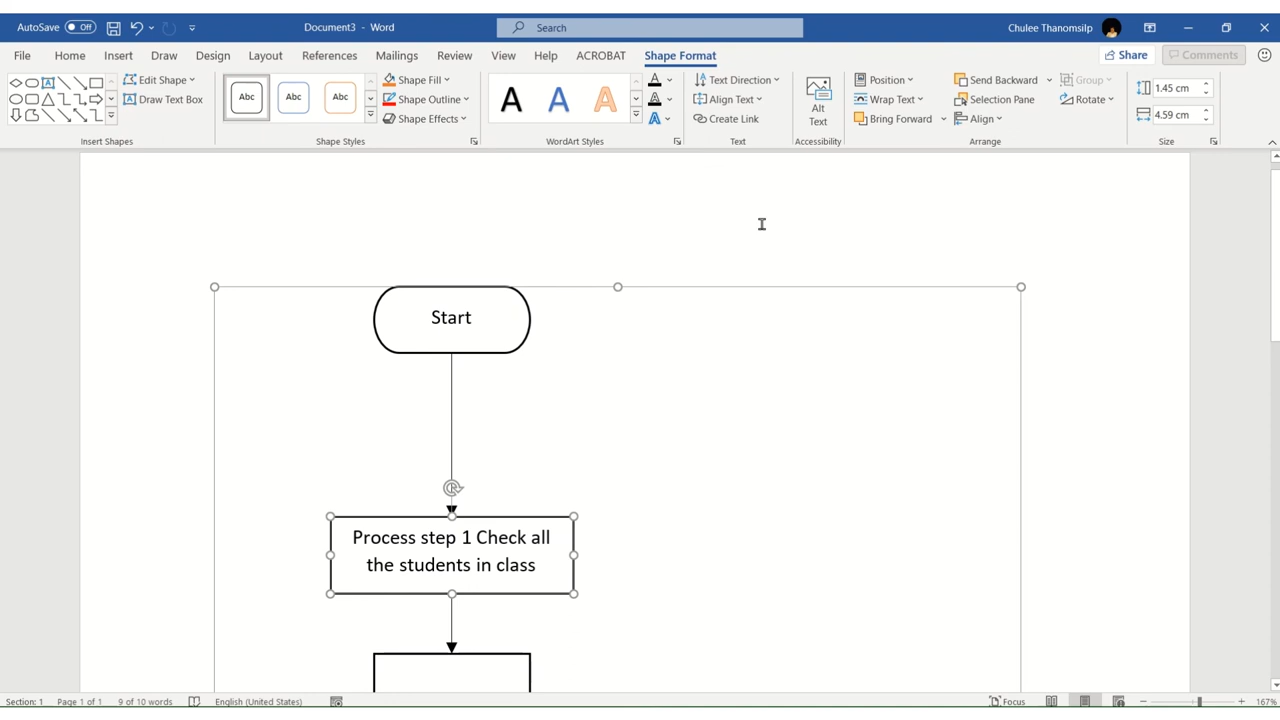 AutoSave Off Document3 - Word Search Chulee Thanomsilp
File Home Insert Draw Design Layout References Mailings Review View Help ACROBAT Shape Format Share Comments
Edit Shape
Draw Text Box
Insert Shapes
Abc Abc Abc
Shape Fill
Shape Outline
Shape Effects
Shape Styles
A A A
A
A
A
WordArt Styles
Text Direction
Align Text
Create Link
Text
Alt
Text
Accessibility
Position
Wrap Text
Bring Forward
Send Backward
Selection Pane
Align
Group
Rotate
Arrange
1.45 cm
4.59 cm
Size
Start
Process step 1 Check all
the students in class
Section: 1 Page 1 of 1 9 of 10 words English (United States) Focus 167%